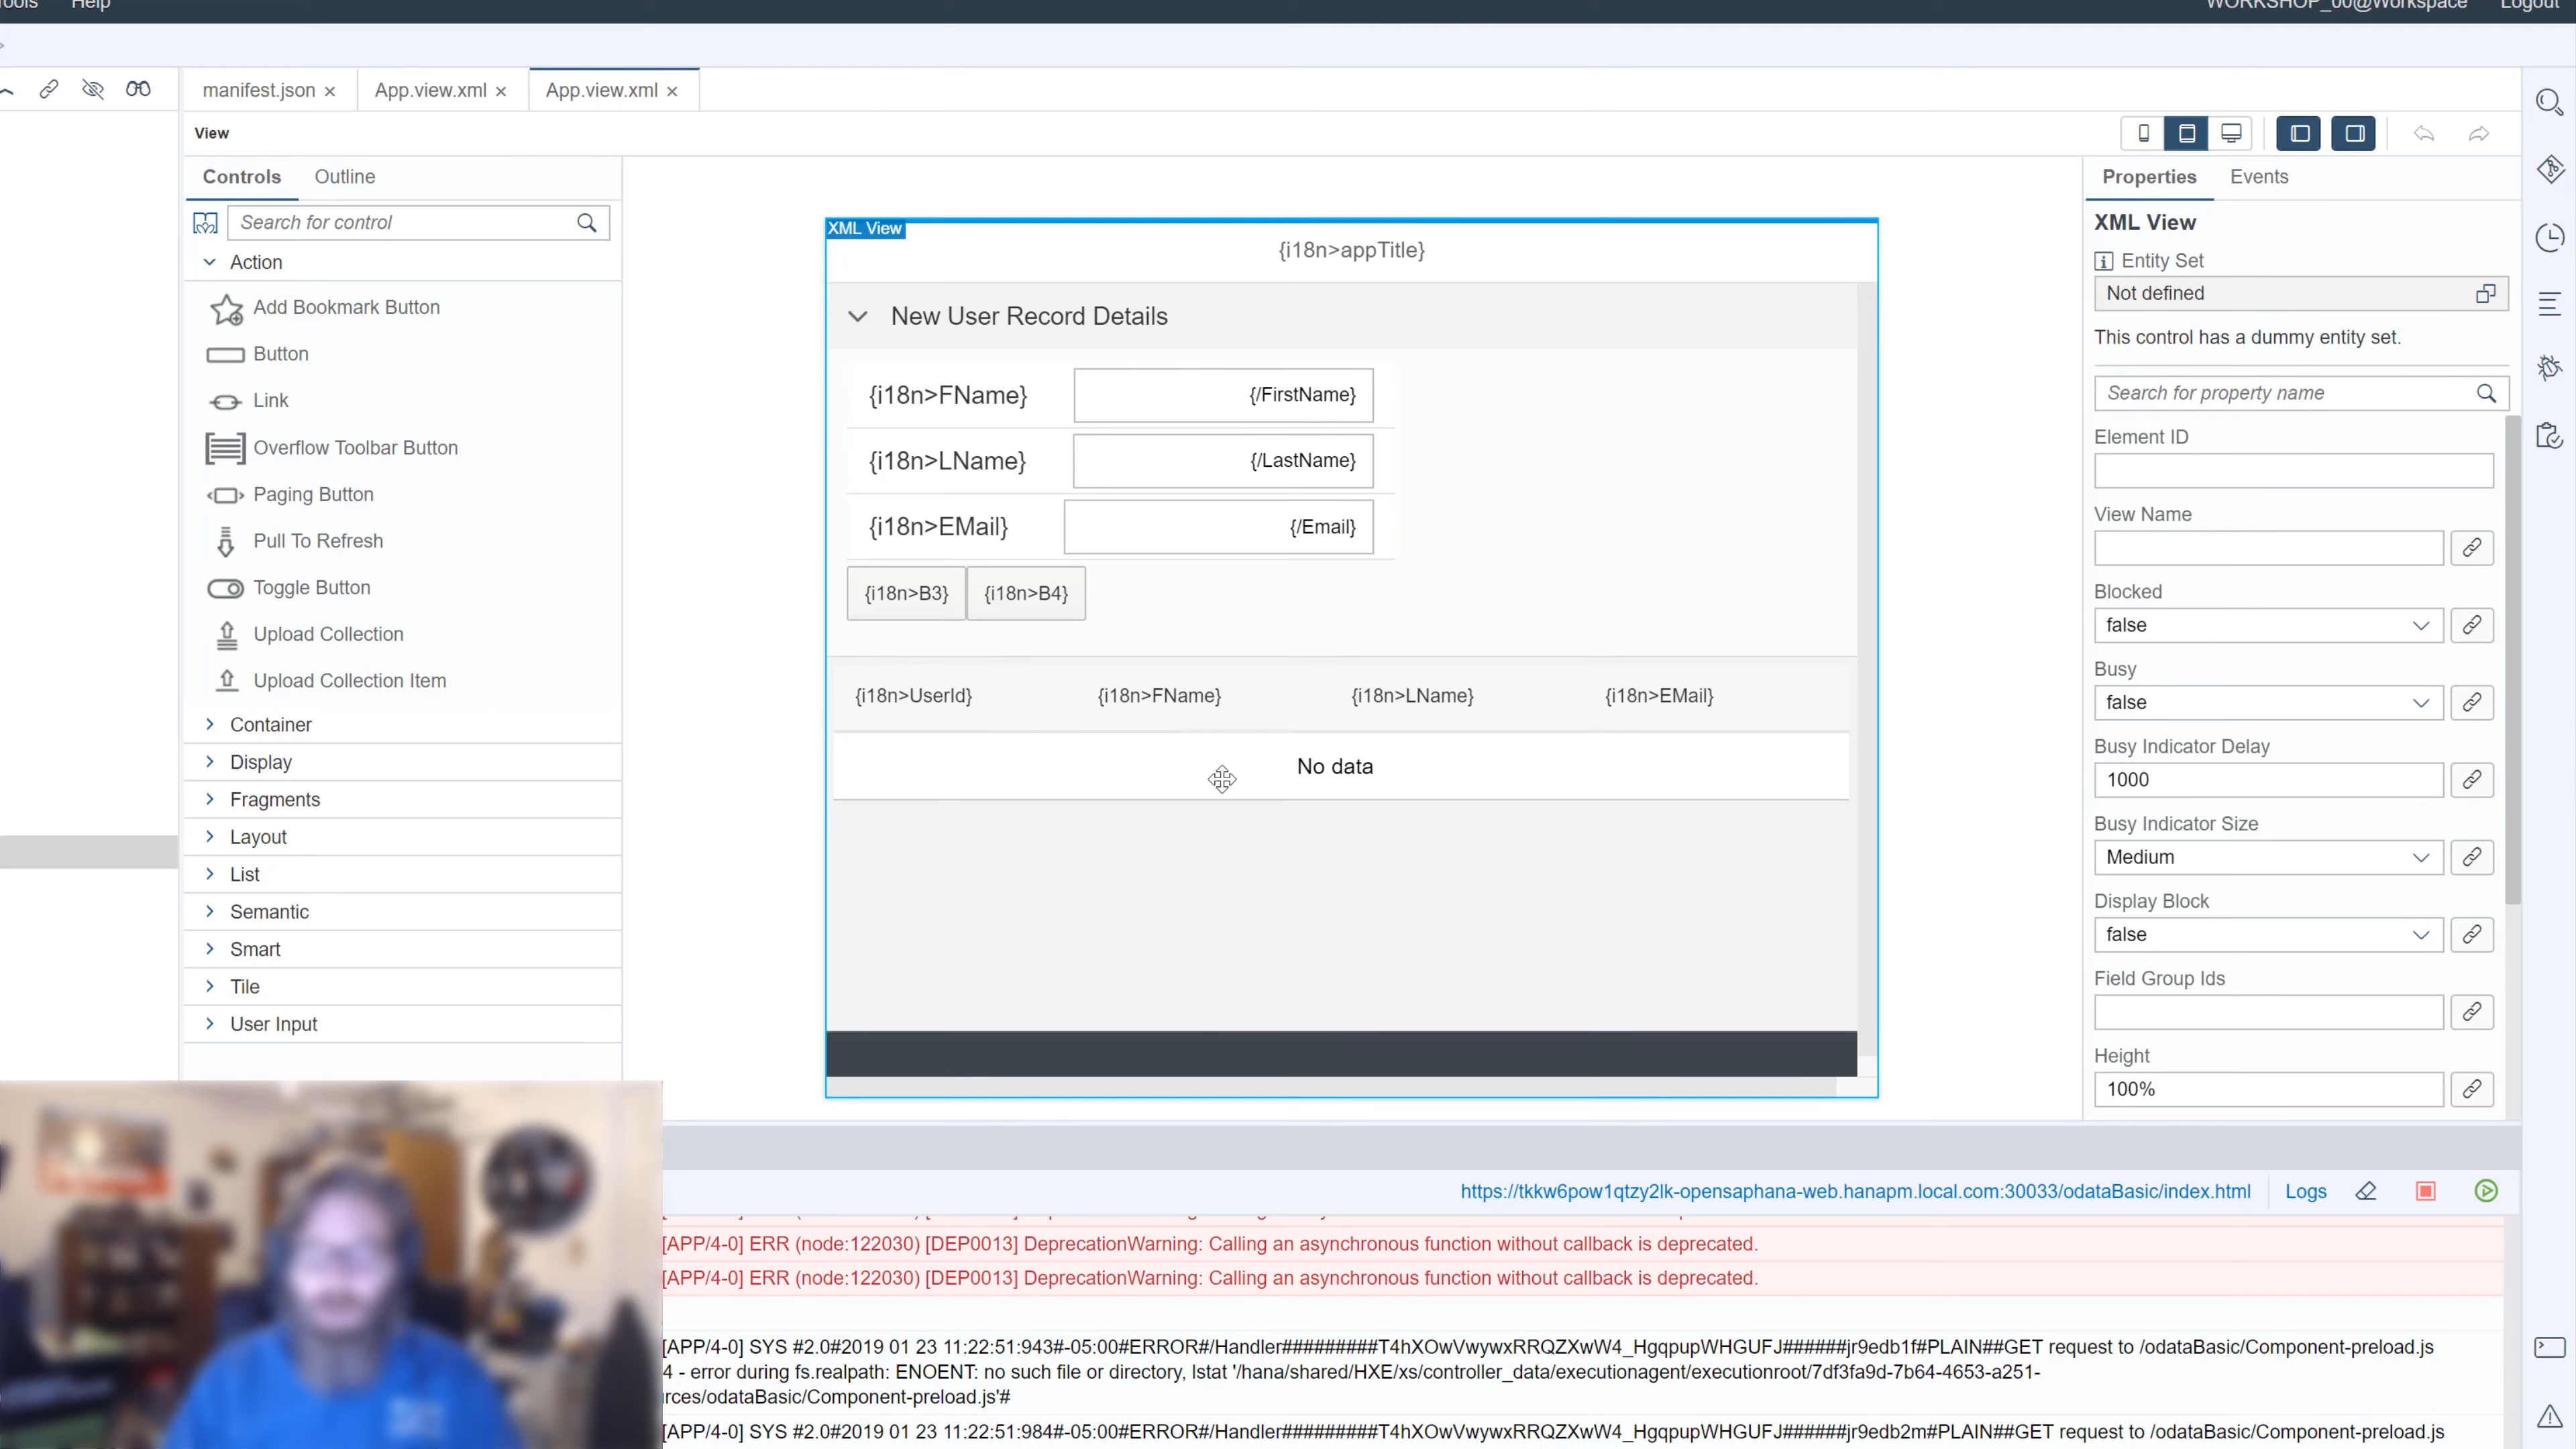 Tools Help
WORKSHOP_00@Workspace Logout
manifest.json × App.view.xml × App.view.xml ×
View
Controls Outline
Search for control
Action
Add Bookmark Button
Button
Link
Overflow Toolbar Button
Paging Button
Pull To Refresh
Toggle Button
Upload Collection
Upload Collection Item
Container
Display
Fragments
Layout
List
Semantic
Smart
Tile
User Input
XML View
{i18n>appTitle}
New User Record Details
{i18n>FName} {/FirstName}
{i18n>LName} {/LastName}
{i18n>EMail} {/Email}
{i18n>B3} {i18n>B4}
{i18n>UserId} {i18n>FName} {i18n>LName} {i18n>EMail}
No data
Properties Events
XML View
Entity Set
Not defined
This control has a dummy entity set.
Search for property name
Element ID
View Name
Blocked
false
Busy
false
Busy Indicator Delay
1000
Busy Indicator Size
Medium
Display Block
false
Field Group Ids
Height
100%
https://tkkw6pow1qtzy2lk-opensaphana-web.hanapm.local.com:30033/odataBasic/index.html Logs
[APP/4-0] ERR (node:122030) [DEP0013] DeprecationWarning: Calling an asynchronous function without callback is deprecated.
[APP/4-0] ERR (node:122030) [DEP0013] DeprecationWarning: Calling an asynchronous function without callback is deprecated.
[APP/4-0] SYS #2.0#2019 01 23 11:22:51:943#-05:00#ERROR#/Handler#########T4hXOwVwywxRRQZXwW4_HgqpupWHGUFJ######jr9edb1f#PLAIN##GET request to /odataBasic/Component-preload.js
4 - error during fs.realpath: ENOENT: no such file or directory, lstat '/hana/shared/HXE/xs/controller_data/executionagent/executionroot/7df3fa9d-7b64-4653-a251-
rces/odataBasic/Component-preload.js'#
[APP/4-0] SYS #2.0#2019 01 23 11:22:51:984#-05:00#ERROR#/Handler#########T4hXOwVwywxRRQZXwW4_HgqpupWHGUFJ######jr9edb2m#PLAIN##GET request to /odataBasic/Component-preload.js